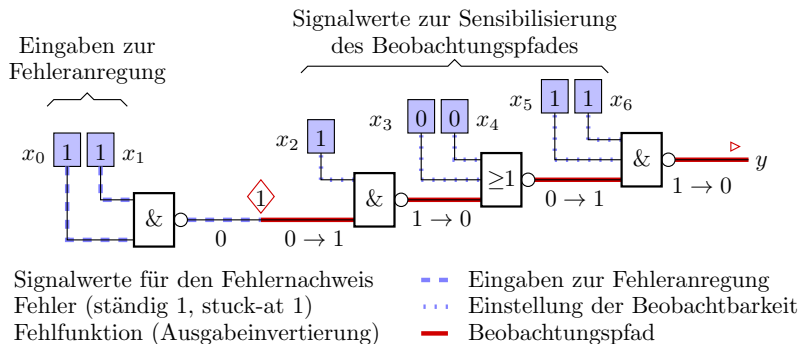 Signalwerte zur Sensibilisierung
des Beobachtungspfades
Eingaben zur
Fehleranregung
x5 1 1 x6
x3 0 0 x4
x2 1
x0 1 1 x1
& 0 1 0 → 1 & 1 → 0 ≥1 0 → 1 & 1 → 0 y
Signalwerte für den Fehlernachweis
Fehler (ständig 1, stuck-at 1)
Fehlfunktion (Ausgabeinvertierung)
Eingaben zur Fehleranregung
Einstellung der Beobachtbarkeit
Beobachtungspfad